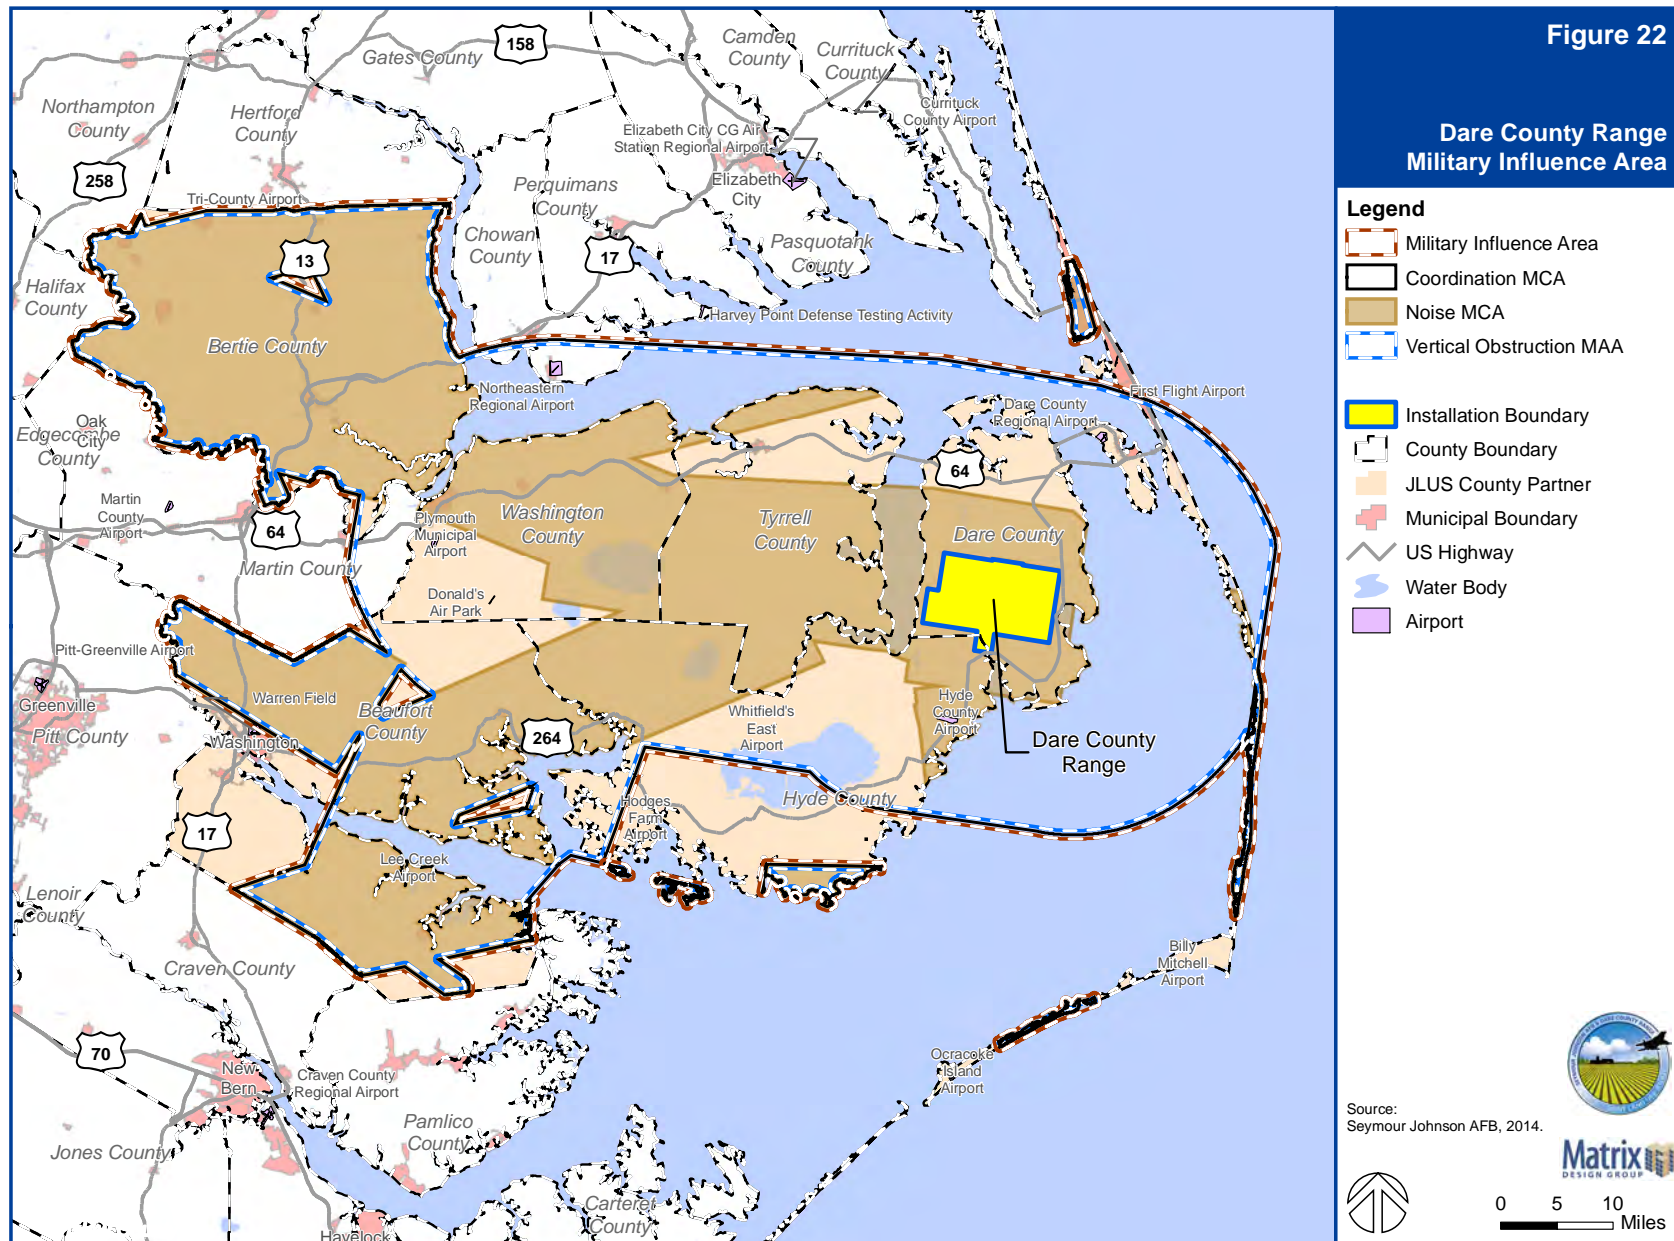 Figure 22
Dare County Range
Military Influence Area
Legend
Military Influence Area
Coordination MCA
Noise MCA
Vertical Obstruction MAA
Installation Boundary
County Boundary
JLUS County Partner
Municipal Boundary
US Highway
Water Body
Airport
Source:
Seymour Johnson AFB, 2014.
Matrix
DESIGN GROUP
0 5 10
Miles
158
Gates County
Camden
County
Currituck
County
Currituck
County Airport
Northampton
County
Hertford
County
Elizabeth City CG Air
Station Regional Airport
Elizabeth
City
258
Tri-County Airport
Perquimans
County
Chowan
County
Pasquotank
County
13
17
Halifax
County
Harvey Point Defense Testing Activity
Bertie County
Northeastern
Regional Airport
First Flight Airport
Dare County
Regional Airport
Oak
City
Edgecombe
County
64
Martin
County
Airport
64
Plymouth
Municipal
Airport
Washington
County
Tyrrell
County
Dare County
Martin County
Donald's
Air Park
Pitt-Greenville Airport
Warren Field
Greenville
Beaufort
County
Pitt County
Washington
264
Whitfield's
East
Airport
Hyde
County
Airport
Dare County
Range
Hyde County
Hodges
Farm
Airport
17
Lee Creek
Airport
Lenoir
County
Craven County
Billy
Mitchell
Airport
70
New
Bern
Craven County
Regional Airport
Ocracoke
Island
Airport
Pamlico
County
Jones County
Carteret
County
Havelock